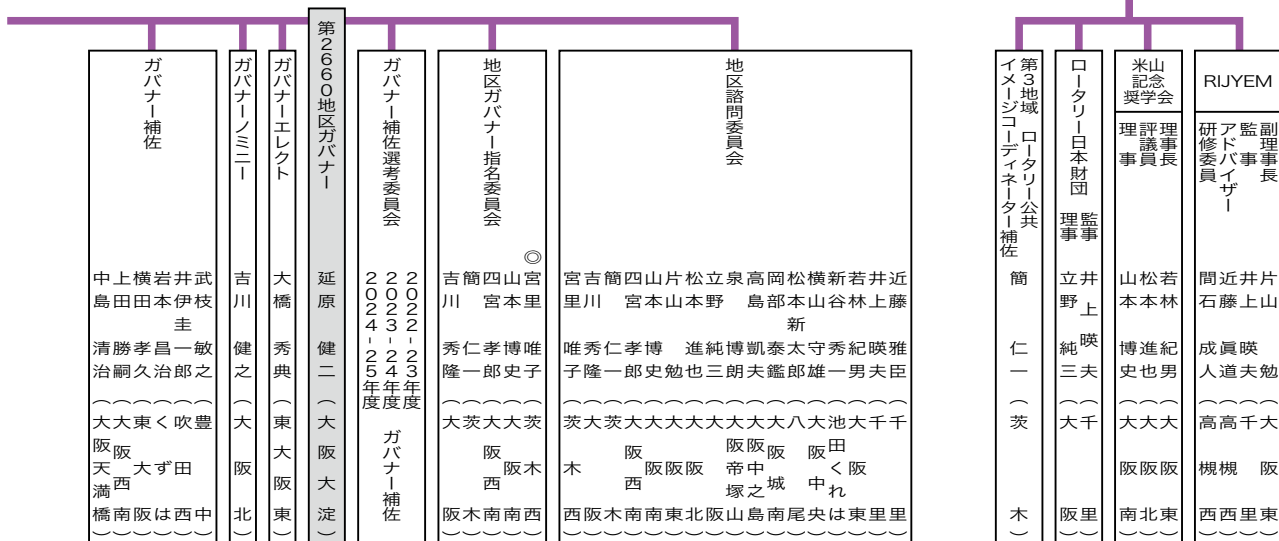 RIJYEM
副理事長 片山 勉（大阪東）
監事 井上 暎夫（千里）
アドバイザー 近藤 眞道（高槻西）
研修委員 間石 成人（高槻西）
米山記念奨学会
理事長 若林 紀男（大阪東）
評議員 松本 進也（大阪北）
理事 山本 博史（大阪南）
ロータリー日本財団
監事 井上 暎夫（千里）
理事 立野 純三（大阪）
第3地域 ロータリー公共
イメージコーディネーター補佐 簡 仁一（茨木）
地区諮問委員会
近藤 雅臣（千里）
井上 暎夫（千里）
若林 紀男（大阪東）
新谷 秀一（池田くれは）
横山 守雄（大阪中央）
松本 新太郎（八尾）
岡部 泰鑑（大阪城南）
高島 凱夫（大阪中之島）
泉 博朗（大阪帝塚山）
立野 純三（大阪）
松本 進也（大阪北）
片山 勉（大阪東）
山本 博史（大阪南）
四宮 孝郎（大阪西南）
簡 仁一（茨木）
吉川 秀隆（大阪）
宮里 唯子（茨木西）
地区ガバナー指名委員会
◎宮里 唯子（茨木西）
山本 博史（大阪南）
四宮 孝郎（大阪西南）
簡 仁一（茨木）
吉川 秀隆（大阪）
ガバナー補佐選考委員会
2022-23年度
2023-24年度 ガバナー補佐
2024-25年度
第2660地区ガバナー 延原 健二（大阪大淀）
ガバナーエレクト 大橋 秀典（東大阪東）
ガバナーノミニー 吉川 健之（大阪北）
ガバナー補佐
武枝 敏之（豊中）
井伊 圭一郎（吹田西）
岩本 昌治（くずは）
横田 孝久（東大阪）
上田 勝嗣（大阪西南）
中島 清治（大阪天満橋）